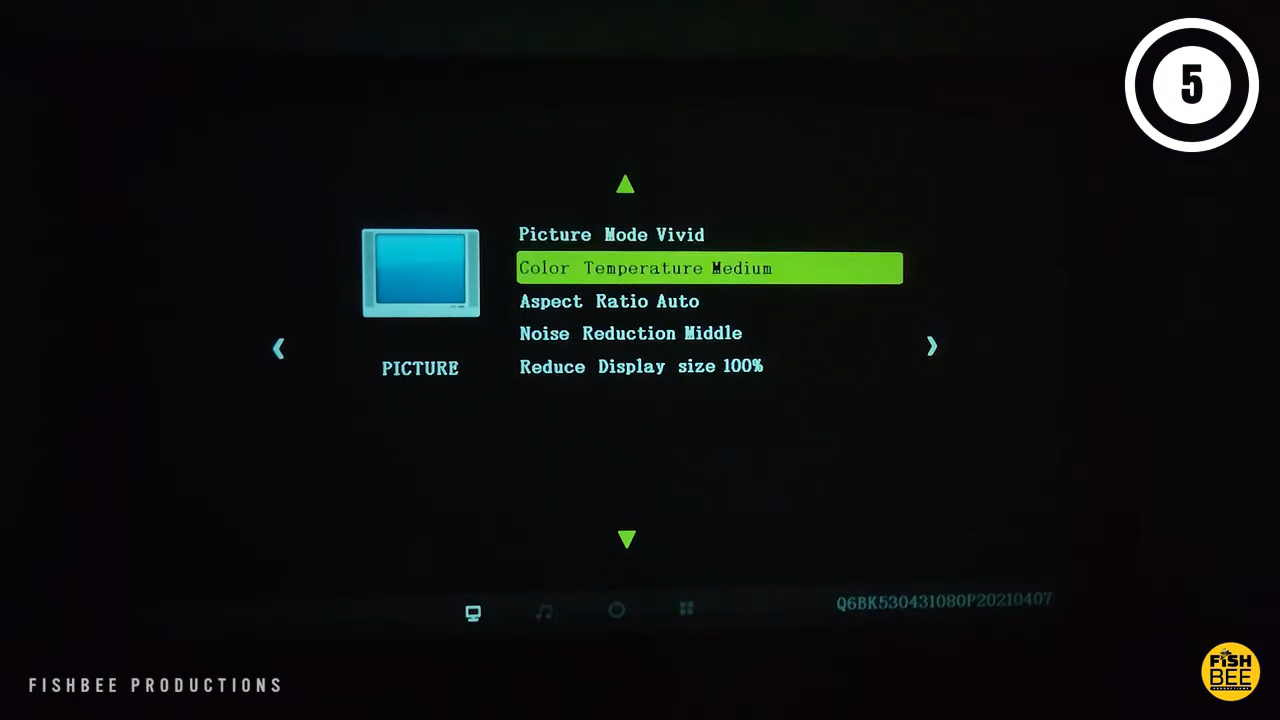 5
Picture Mode Vivid
Color Temperature Medium
Aspect Ratio Auto
Noise Reduction Middle
Reduce Display size 100%
PICTURE
Q6BK530431080P20210407
FISHBEE PRODUCTIONS
FISH
BEE
PRODUCTIONS